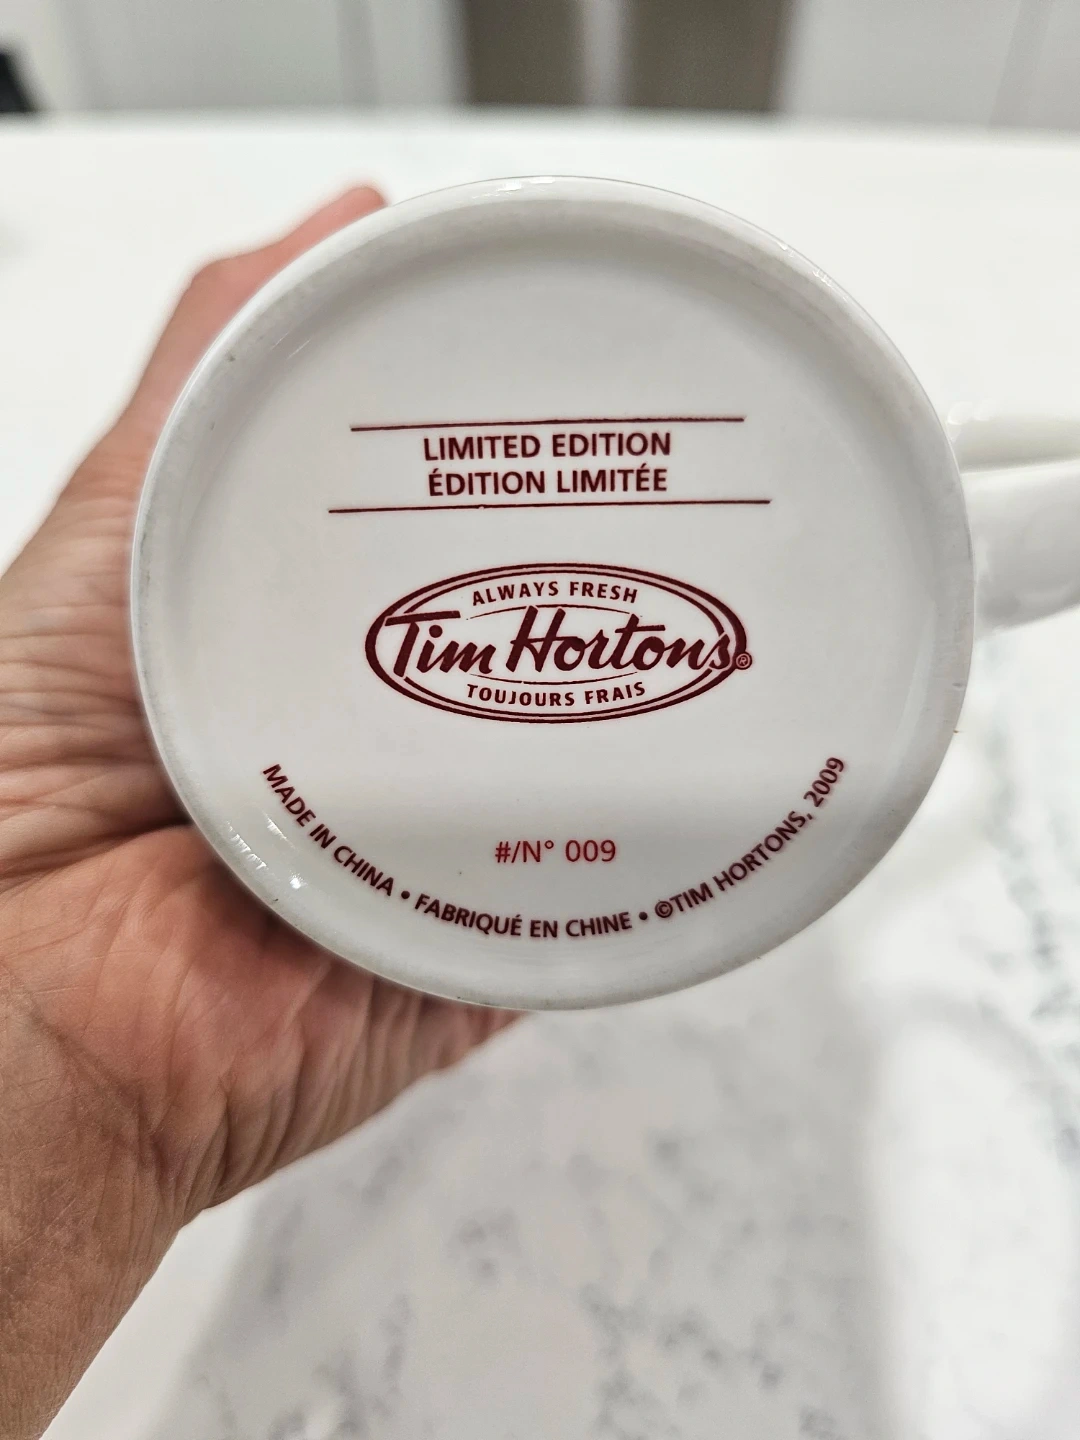 LIMITED EDITION
ÉDITION LIMITÉE
ALWAYS FRESH
Tim Hortons®
TOUJOURS FRAIS
#/N° 009
MADE IN CHINA • FABRIQUÉ EN CHINE • ©TIM HORTONS, 2009